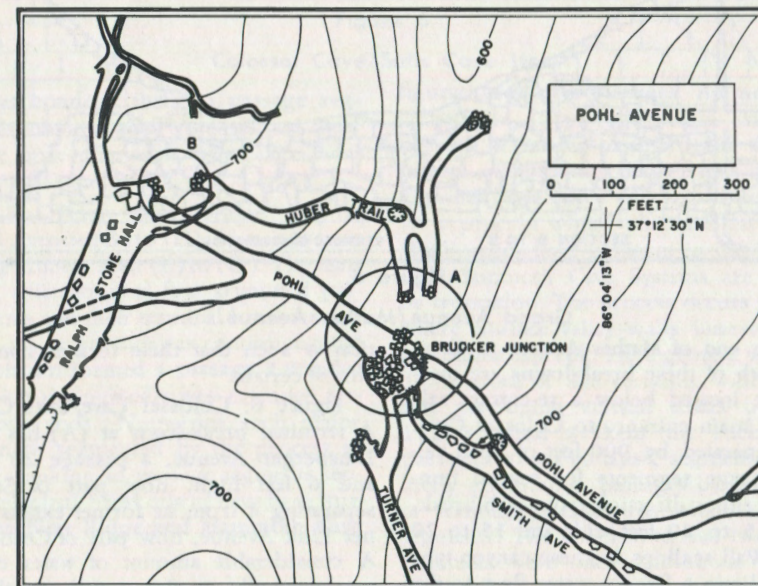 600
POHL AVENUE
0 100 200 300
FEET
37°12'30"N
86°04'13"W
B
700
HUBER TRAIL
RALPH STONE HALL
POHL AVE
A
BRUCKER JUNCTION
700
POHL AVENUE
SMITH AVE
TURNER AVE
700